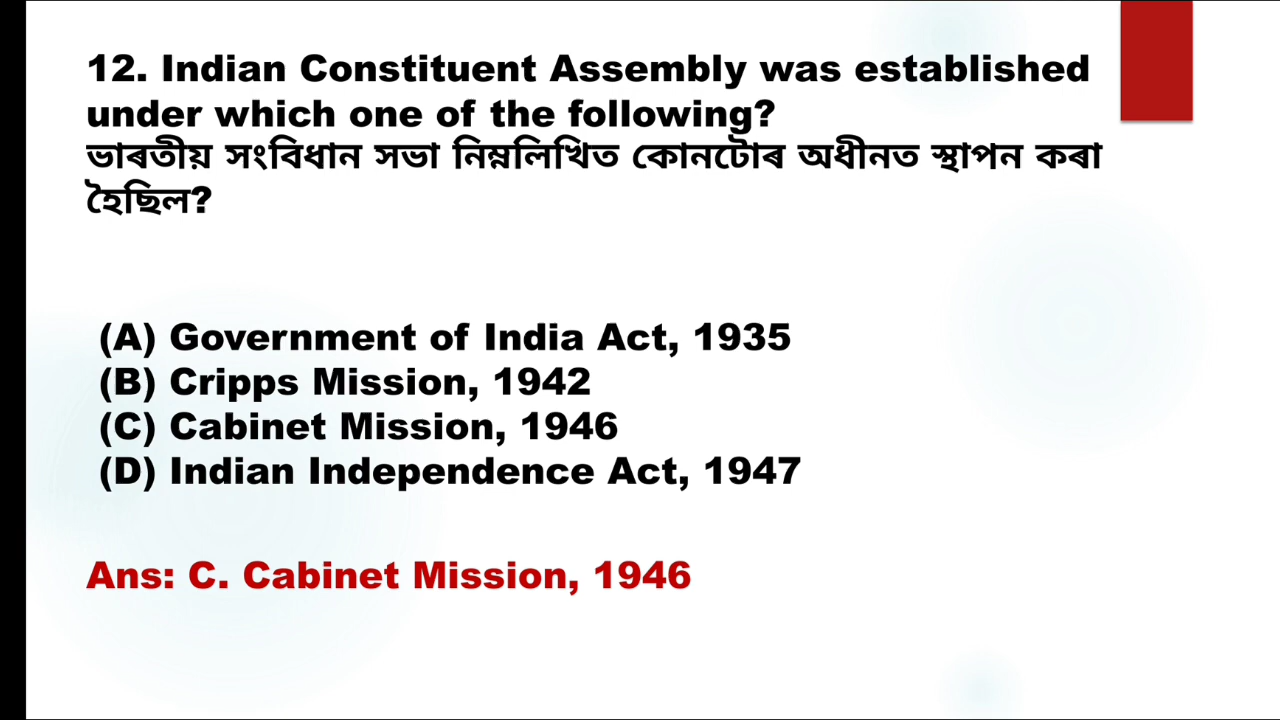 12. Indian Constituent Assembly was established
under which one of the following?
ভাৰতীয় সংবিধান সভা নিম্নলিখিত কোনটোৰ অধীনত স্থাপন কৰা
হৈছিল?
(A) Government of India Act, 1935
(B) Cripps Mission, 1942
(C) Cabinet Mission, 1946
(D) Indian Independence Act, 1947
Ans: C. Cabinet Mission, 1946